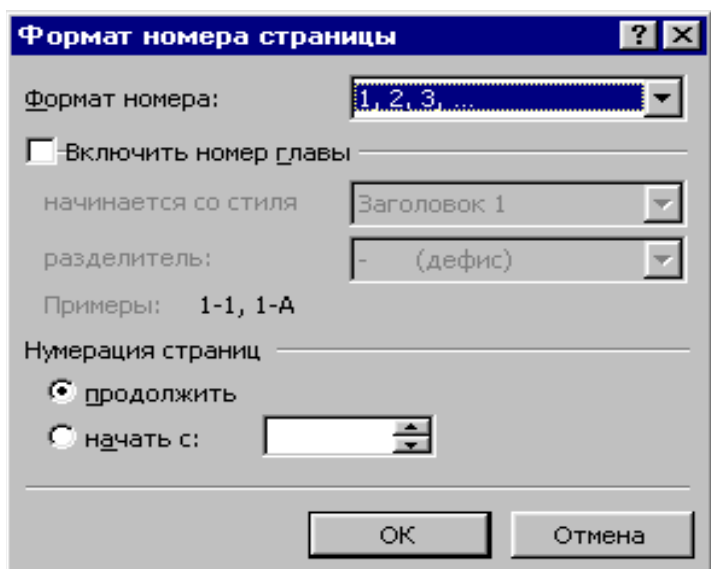 Формат номера страницы
Формат номера: 1, 2, 3, ...
Включить номер главы
начинается со стиля Заголовок 1
разделитель: - (дефис)
Примеры: 1-1, 1-А
Нумерация страниц
продолжить
начать с:
ОК Отмена